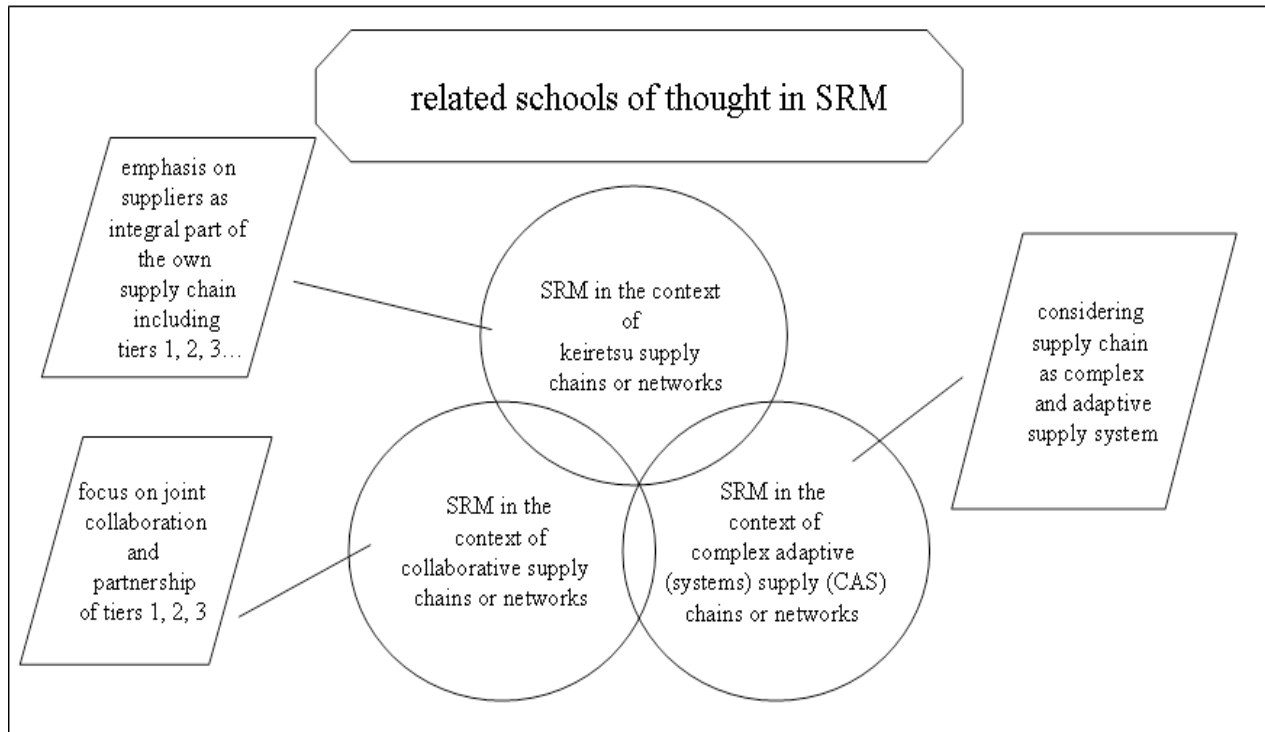 related schools of thought in SRM
emphasis on
suppliers as
integral part of
the own
supply chain
including
tiers 1, 2, 3...
SRM in the context
of
keiretsu supply
chains or networks
considering
supply chain
as complex
and adaptive
supply system
focus on joint
collaboration
and
partnership
of tiers 1, 2, 3
SRM in the
context of
collaborative supply
chains or networks
SRM in the
context of
complex adaptive
(systems) supply (CAS)
chains or networks